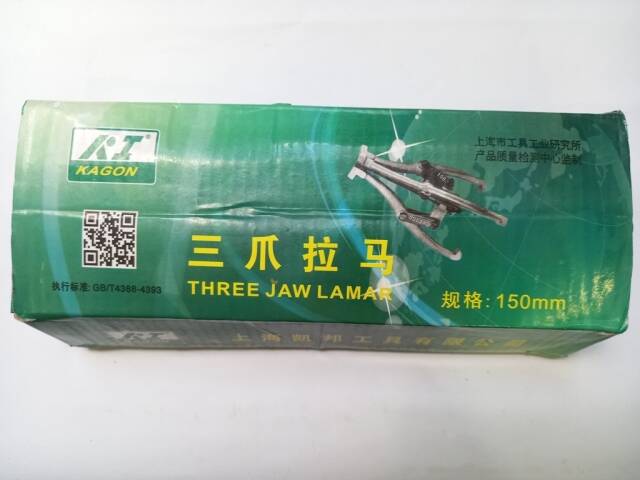 KAGON
上海市工具工业研究所
产品质量检测中心监制
三爪拉马
THREE JAW LAMAR
执行标准: GB/T4388-4393
规格: 150mm
上海凯邦工具有限公司